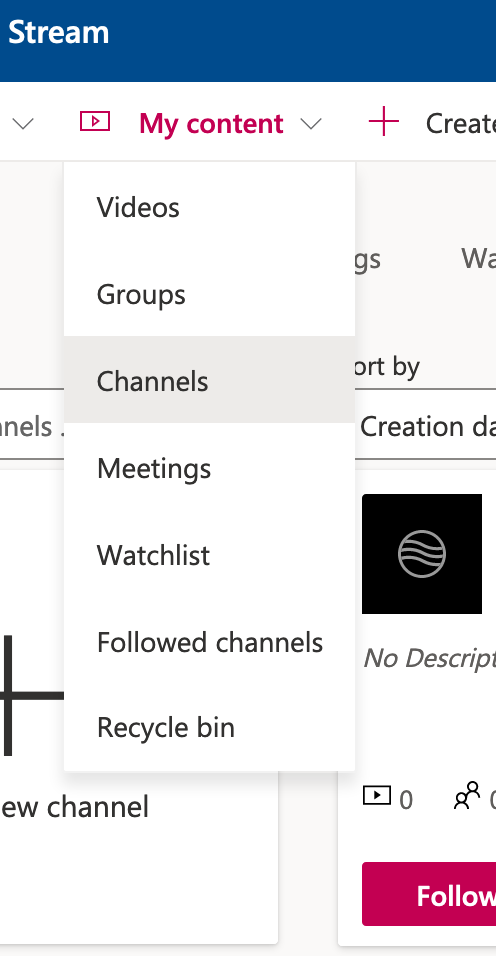 Stream
My content
Create
Videos
Groups
gs
Wa
Channels
ort by
nnels ...
Creation da
Meetings
Watchlist
Followed channels
No Descript
Recycle bin
ew channel
0
0
Follow